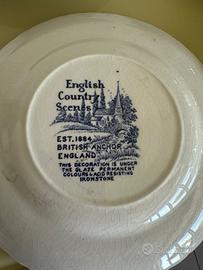 English
Country
Scenes
EST. 1884
BRITISH ANCHOR
ENGLAND
THIS DECORATION IS UNDER
THE GLAZE PERMANENT
COLOURS & ACID RESISTING
IRONSTONE
subito